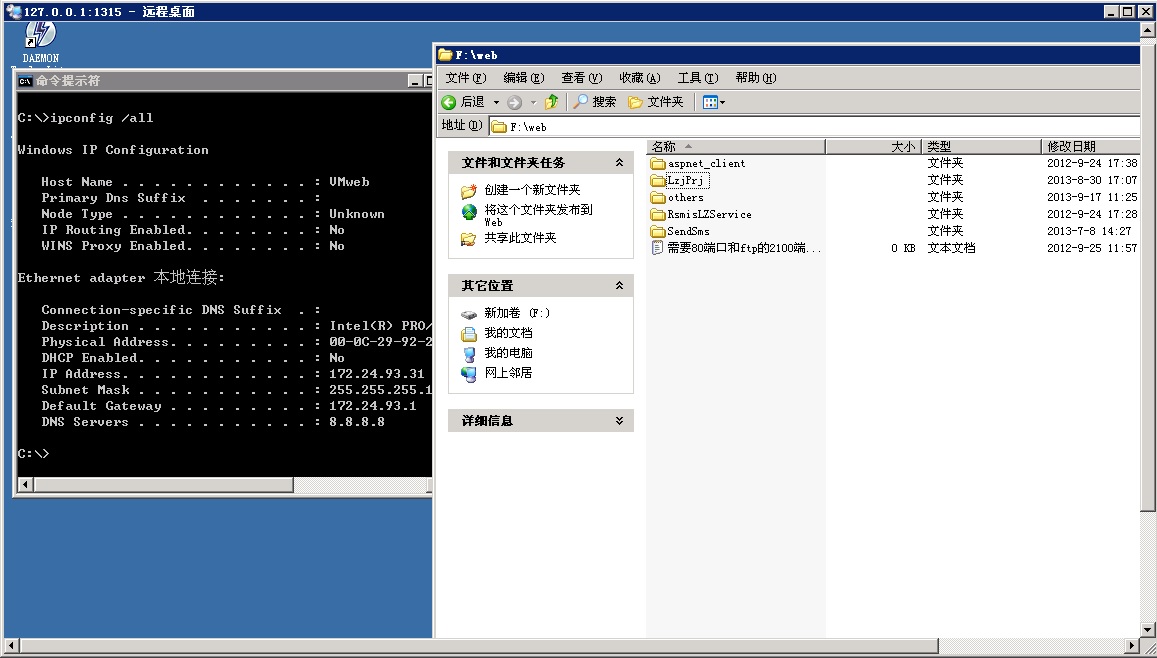 127.0.0.1:1315 - 远程桌面
DAEMON
命令提示符
C:\>ipconfig /all
Windows IP Configuration
Host Name . . . . . . . . . . . . : VMweb
Primary Dns Suffix . . . . . . . :
Node Type . . . . . . . . . . . . : Unknown
IP Routing Enabled. . . . . . . . : No
WINS Proxy Enabled. . . . . . . . : No
Ethernet adapter 本地连接:
Connection-specific DNS Suffix . :
Description . . . . . . . . . . . : Intel(R) PRO/
Physical Address. . . . . . . . . : 00-0C-29-92-2
DHCP Enabled. . . . . . . . . . . : No
IP Address. . . . . . . . . . . . : 172.24.93.31
Subnet Mask . . . . . . . . . . . : 255.255.255.1
Default Gateway . . . . . . . . . : 172.24.93.1
DNS Servers . . . . . . . . . . . : 8.8.8.8
C:\>
F:\web
文件(F) 编辑(E) 查看(V) 收藏(A) 工具(T) 帮助(H)
后退 搜索 文件夹
地址(D) F:\web
文件和文件夹任务
创建一个新文件夹
将这个文件夹发布到
Web
共享此文件夹
其它位置
新加卷 (F:)
我的文档
我的电脑
网上邻居
详细信息
名称 大小 类型 修改日期
aspnet_client 文件夹 2012-9-24 17:38
LzjPrj 文件夹 2013-8-30 17:07
others 文件夹 2013-9-17 11:25
RsmisLZService 文件夹 2012-9-24 17:28
SendSms 文件夹 2013-7-8 14:27
需要80端口和ftp的2100端... 0 KB 文本文档 2012-9-25 11:57